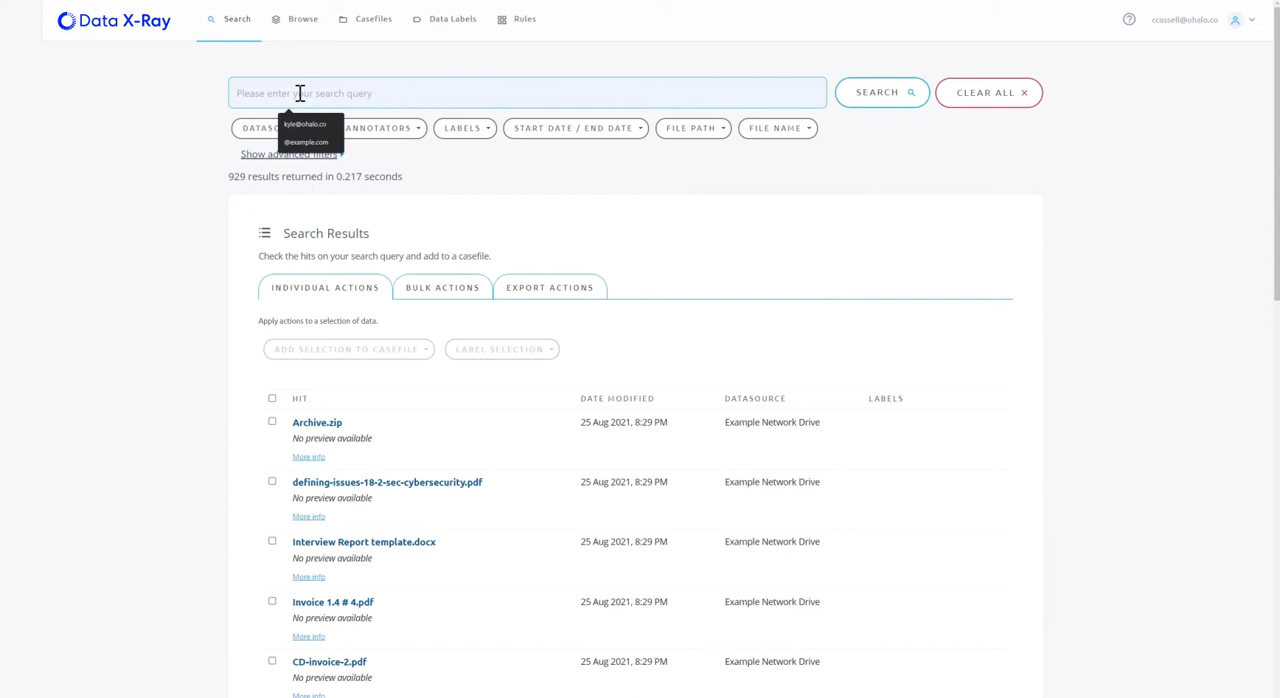 Data X-Ray
Search
Browse
Casefiles
Data Labels
Rules
ccassell@ohalo.co
Please enter your search query
SEARCH
CLEAR ALL
kyle@ohalo.co
@example.com
ANNOTATORS
LABELS
START DATE / END DATE
FILE PATH
FILE NAME
Show advanced filters
929 results returned in 0.217 seconds
Search Results
Check the hits on your search query and add to a casefile.
INDIVIDUAL ACTIONS
BULK ACTIONS
EXPORT ACTIONS
Apply actions to a selection of data.
ADD SELECTION TO CASEFILE
LABEL SELECTION
HIT DATE MODIFIED DATASOURCE LABELS
Archive.zip 25 Aug 2021, 8:29 PM Example Network Drive
No preview available
More info
defining-issues-18-2-sec-cybersecurity.pdf 25 Aug 2021, 8:29 PM Example Network Drive
No preview available
More info
Interview Report template.docx 25 Aug 2021, 8:29 PM Example Network Drive
No preview available
More info
Invoice 1.4 # 4.pdf 25 Aug 2021, 8:29 PM Example Network Drive
No preview available
More info
CD-invoice-2.pdf 25 Aug 2021, 8:29 PM Example Network Drive
No preview available
More info